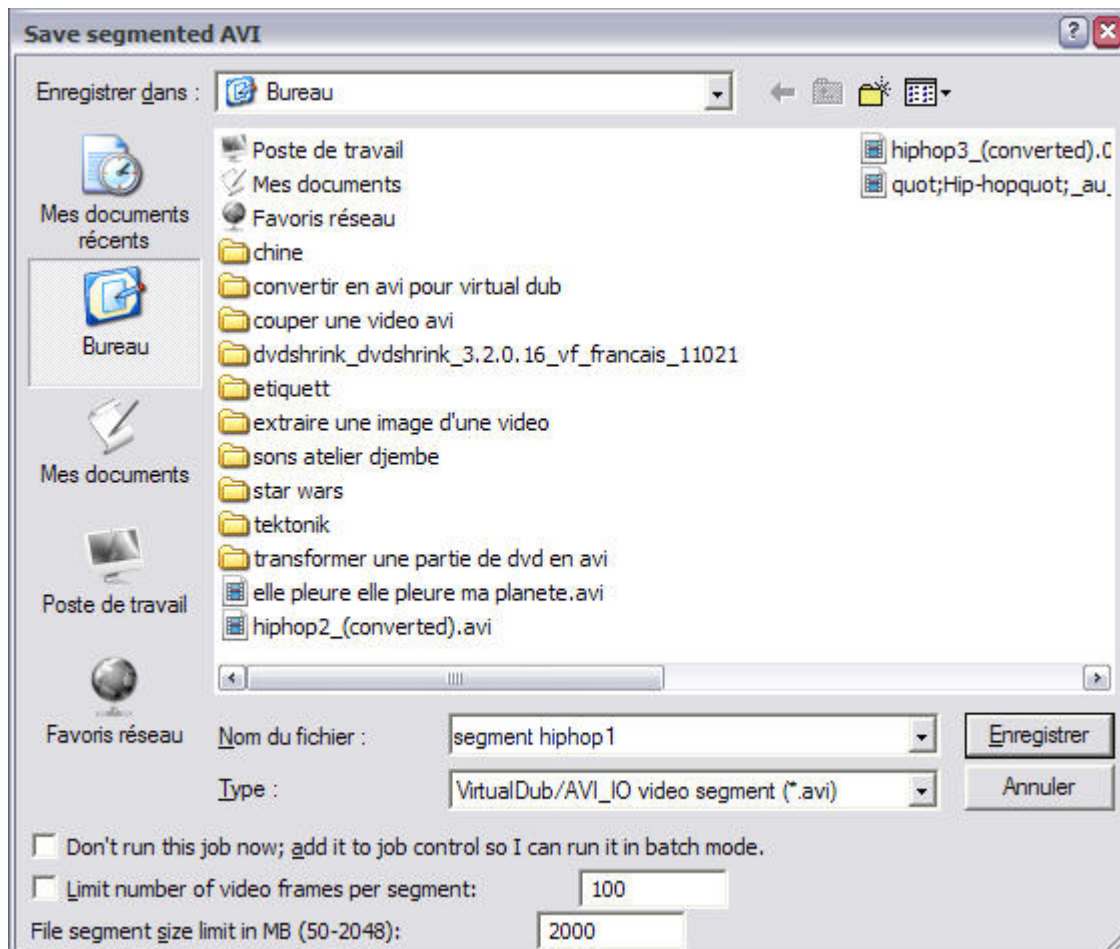 Save segmented AVI
Enregistrer dans :
Bureau
Mes documents
récents
Bureau
Mes documents
Poste de travail
Favoris réseau
Poste de travail
Mes documents
Favoris réseau
chine
convertir en avi pour virtual dub
couper une video avi
dvdshrink_dvdshrink_3.2.0.16_vf_francais_11021
etiquett
extraire une image d'une video
sons atelier djembe
star wars
tektonik
transformer une partie de dvd en avi
elle pleure elle pleure ma planete.avi
hiphop2_(converted).avi
hiphop3_(converted).0
quot;Hip-hopquot;_au_
Nom du fichier :
segment hiphop1
Enregistrer
Type :
VirtualDub/AVI_IO video segment (*.avi)
Annuler
Don't run this job now; add it to job control so I can run it in batch mode.
Limit number of video frames per segment:
100
File segment size limit in MB (50-2048):
2000